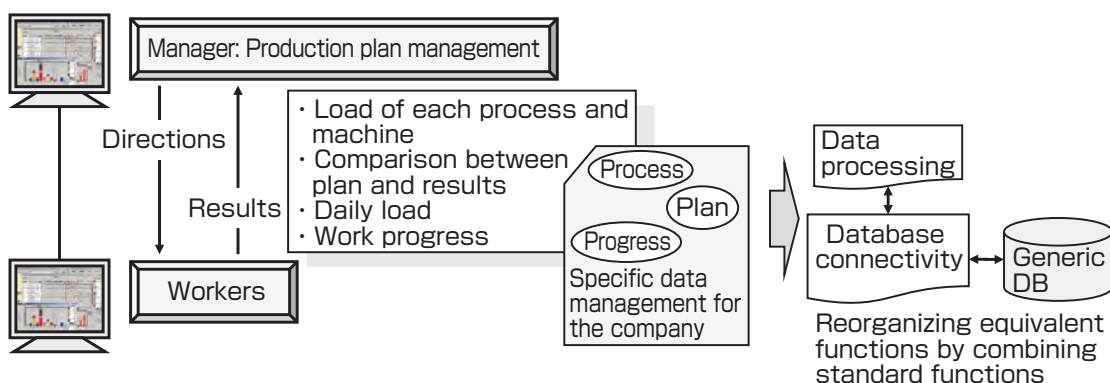 Manager: Production plan management
Directions
Results
Workers
・Load of each process and
machine
・Comparison between
plan and results
・Daily load
・Work progress
Process
Plan
Progress
Specific data
management for
the company
Data
processing
Database
connectivity
Generic
DB
Reorganizing equivalent
functions by combining
standard functions